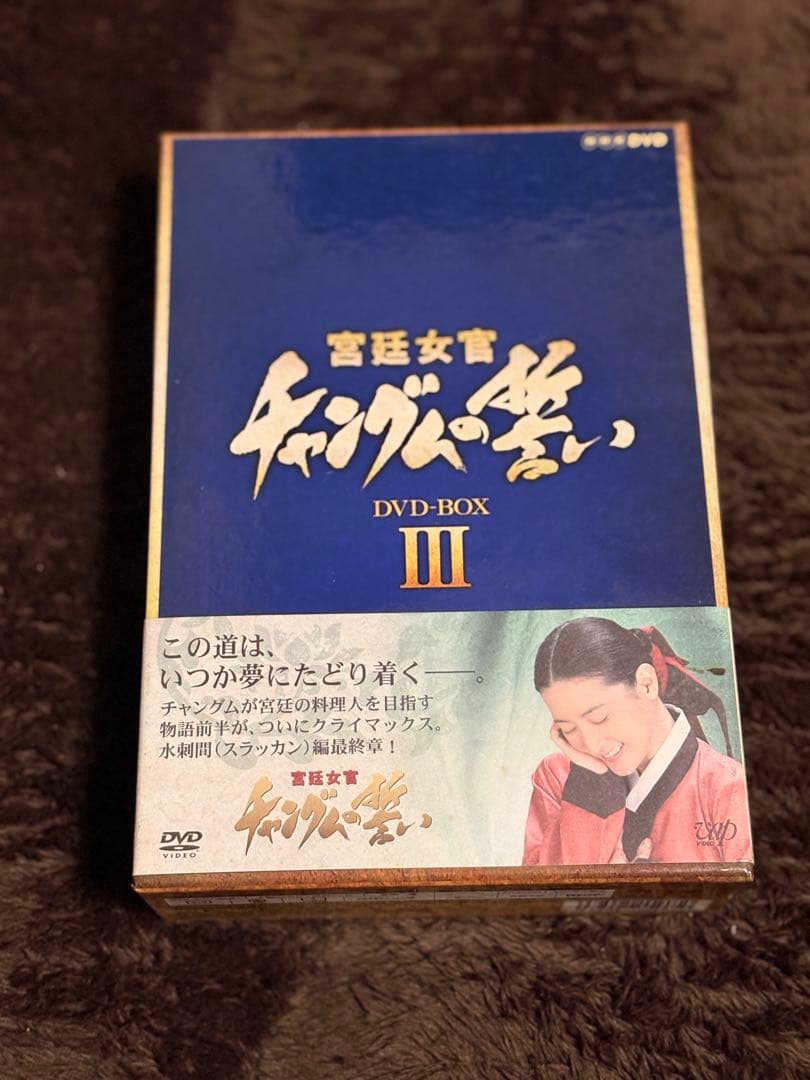 NHK DVD
宮廷女官
チャングムの誓い
DVD-BOX
III
この道は、
いつか夢にたどり着く――。
チャングムが宮廷の料理人を目指す
物語前半が、ついにクライマックス。
水刺間(スラッカン)編最終章！
宮廷女官
チャングムの誓い
DVD
VIDEO
VAP
VIDEO